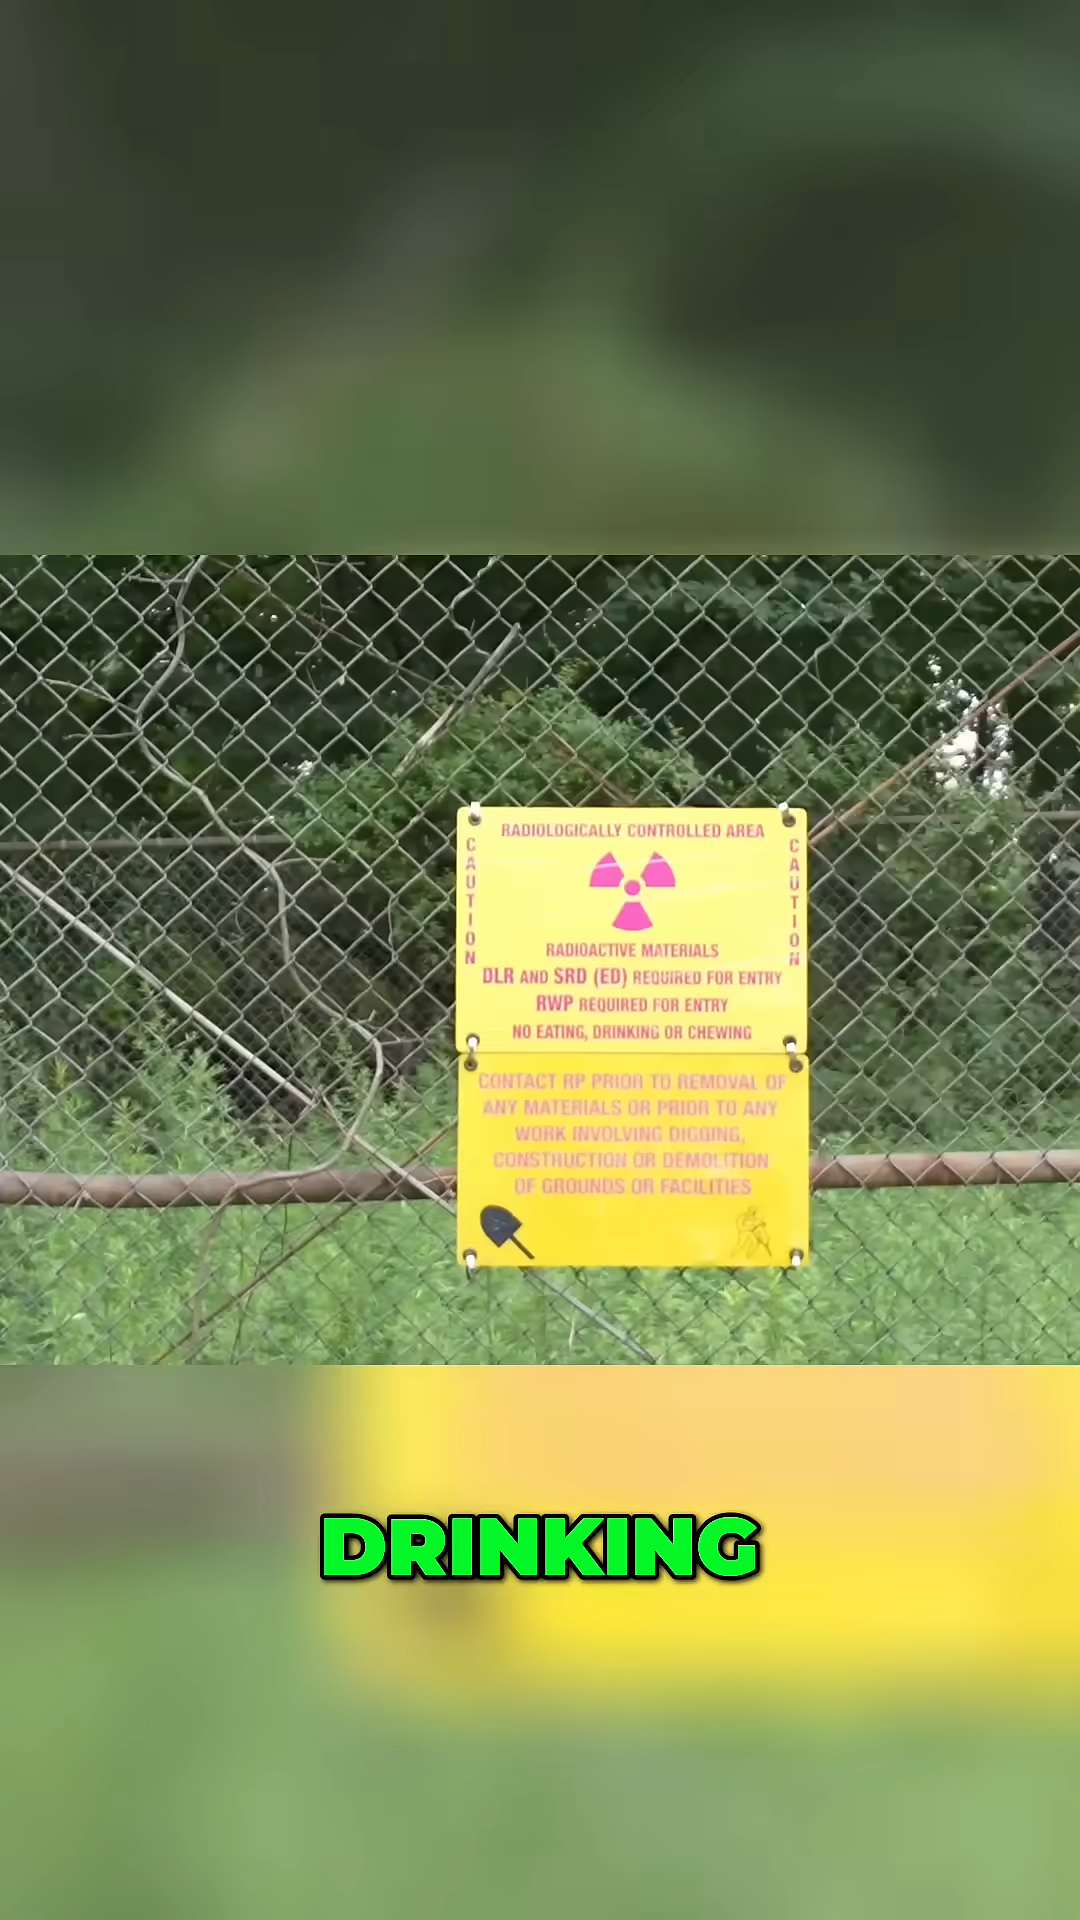 RADIOLOGICALLY CONTROLLED AREA
CAUTION
CAUTION
RADIOACTIVE MATERIALS
DLR AND SRD (ED) REQUIRED FOR ENTRY
RWP REQUIRED FOR ENTRY
NO EATING, DRINKING OR CHEWING
CONTACT RP PRIOR TO REMOVAL OF
ANY MATERIALS OR PRIOR TO ANY
WORK INVOLVING DIGGING,
CONSTRUCTION OR DEMOLITION
OF GROUNDS OR FACILITIES
DRINKING